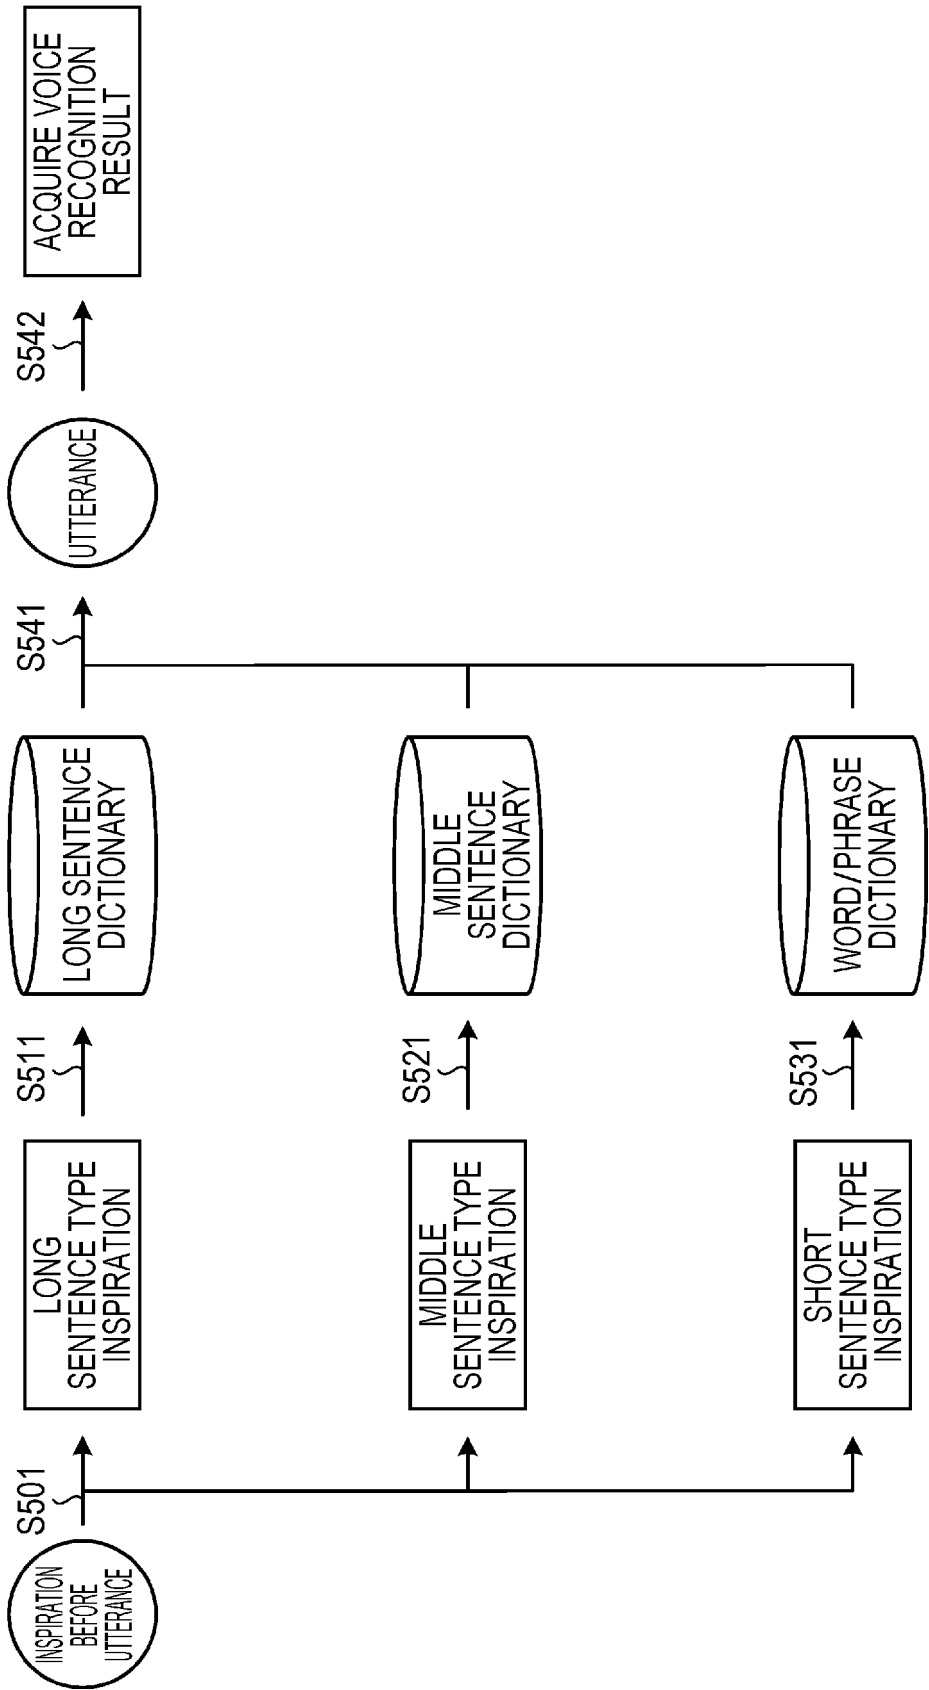 INSPIRATION
BEFORE
UTTERANCE
S501
LONG
SENTENCE TYPE
INSPIRATION
S511
LONG SENTENCE
DICTIONARY
S541
UTTERANCE
S542
ACQUIRE VOICE
RECOGNITION
RESULT
MIDDLE
SENTENCE TYPE
INSPIRATION
S521
MIDDLE
SENTENCE
DICTIONARY
SHORT
SENTENCE TYPE
INSPIRATION
S531
WORD/PHRASE
DICTIONARY